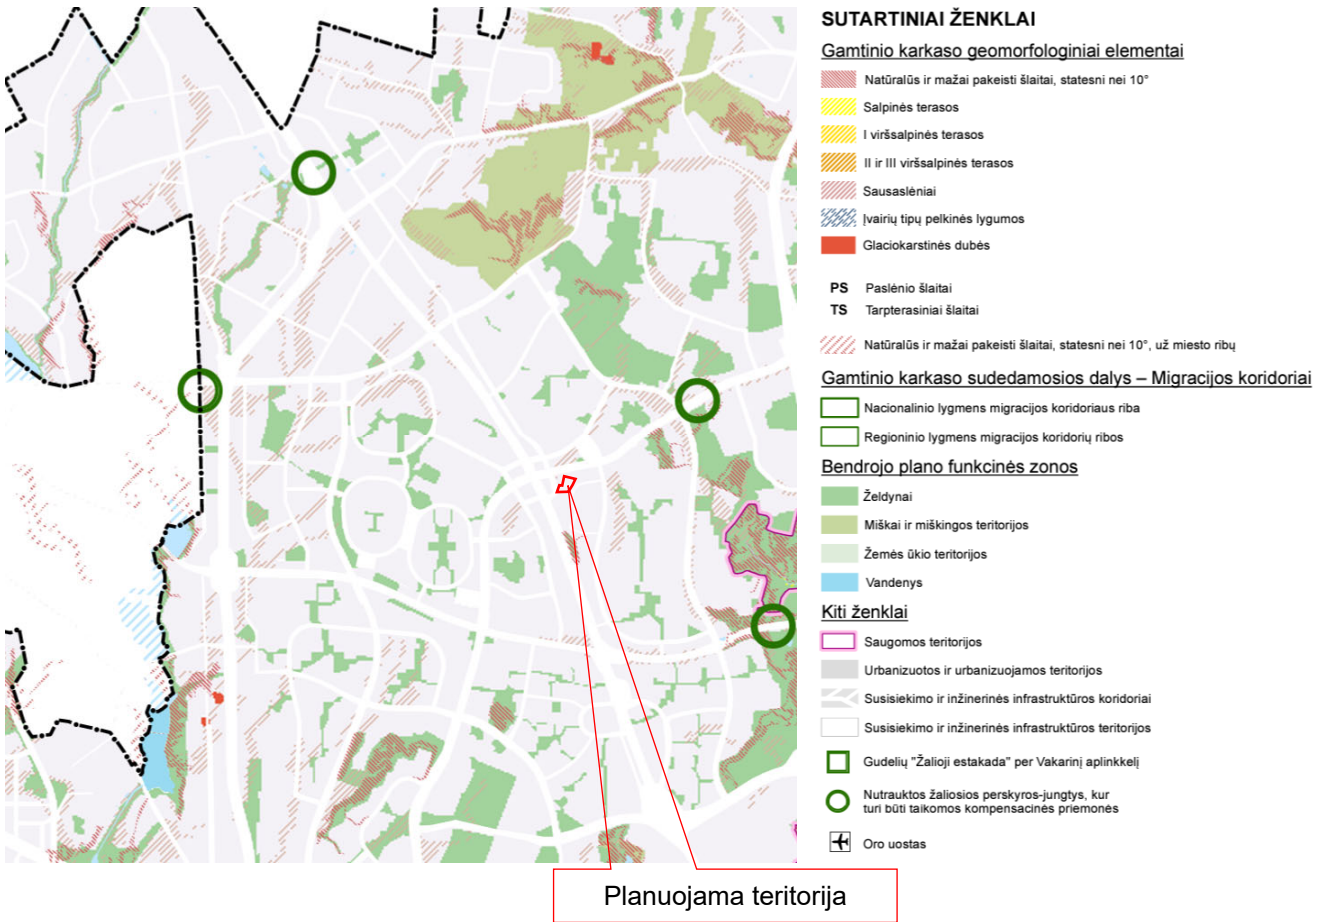 SUTARTINIAI ŽENKLAI
Gamtinio karkaso geomorfologiniai elementai
Natūralūs ir mažai pakeisti šlaitai, statesni nei 10°
Salpinės terasos
I viršsalpinės terasos
II ir III viršsalpinės terasos
Sausaslėniai
Įvairių tipų pelkinės lygumos
Glaciokarstinės dubės
PS Paslėnio šlaitai
TS Tarpterasiniai šlaitai
Natūralūs ir mažai pakeisti šlaitai, statesni nei 10°, už miesto ribų
Gamtinio karkaso sudedamosios dalys – Migracijos koridoriai
Nacionalinio lygmens migracijos koridoriaus riba
Regioninio lygmens migracijos koridorių ribos
Bendrojo plano funkcinės zonos
Želdynai
Miškai ir miškingos teritorijos
Žemės ūkio teritorijos
Vandenys
Kiti ženklai
Saugomos teritorijos
Urbanizuotos ir urbanizuojamos teritorijos
Susisiekimo ir inžinerinės infrastruktūros koridoriai
Susisiekimo ir inžinerinės infrastruktūros teritorijos
Gudelių "Žalioji estakada" per Vakarinį aplinkkelį
Nutrauktos žaliosios perskyros-jungtys, kur
turi būti taikomos kompensacinės priemonės
Oro uostas
Planuojama teritorija